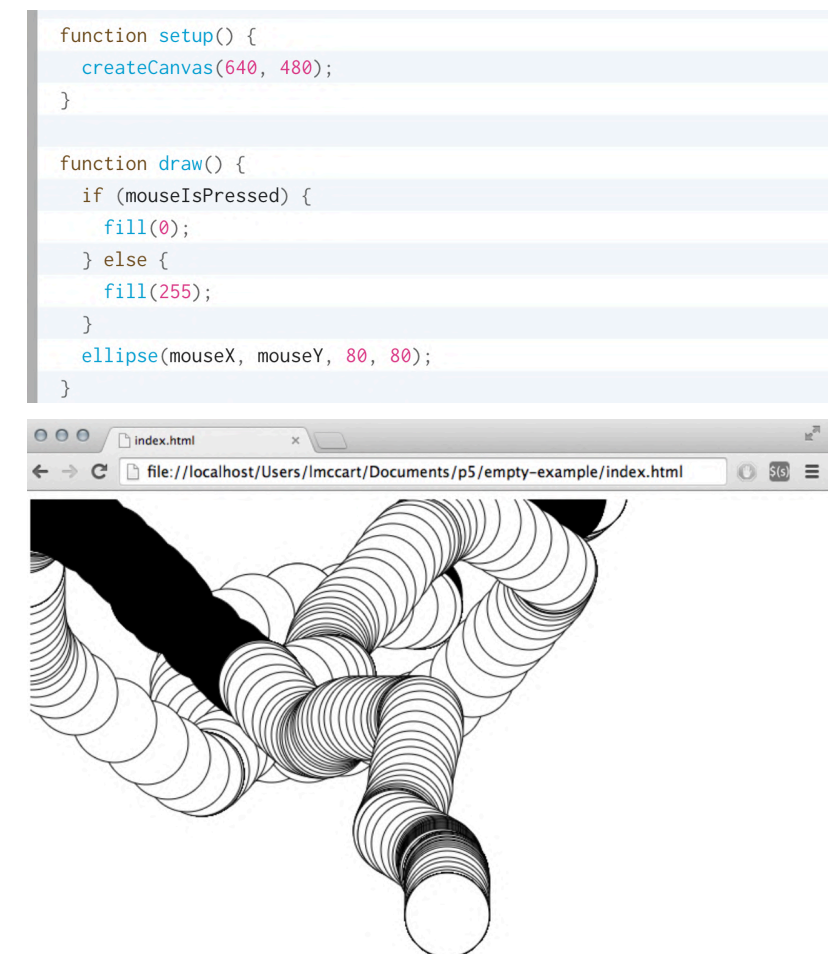 function setup() {
  createCanvas(640, 480);
}

function draw() {
  if (mouseIsPressed) {
    fill(0);
  } else {
    fill(255);
  }
  ellipse(mouseX, mouseY, 80, 80);
}
index.html
file://localhost/Users/lmccart/Documents/p5/empty-example/index.html
$(s)